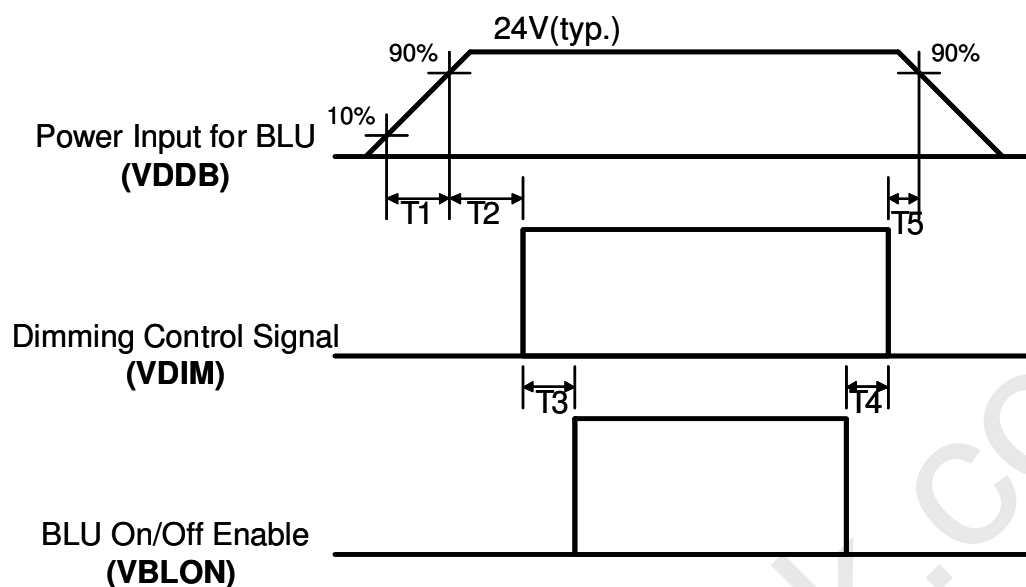 24V(typ.)
90%
90%
10%
Power Input for BLU
(VDDB)
T1
T2
T5
Dimming Control Signal
(VDIM)
T3
T4
BLU On/Off Enable
(VBLON)
k.co